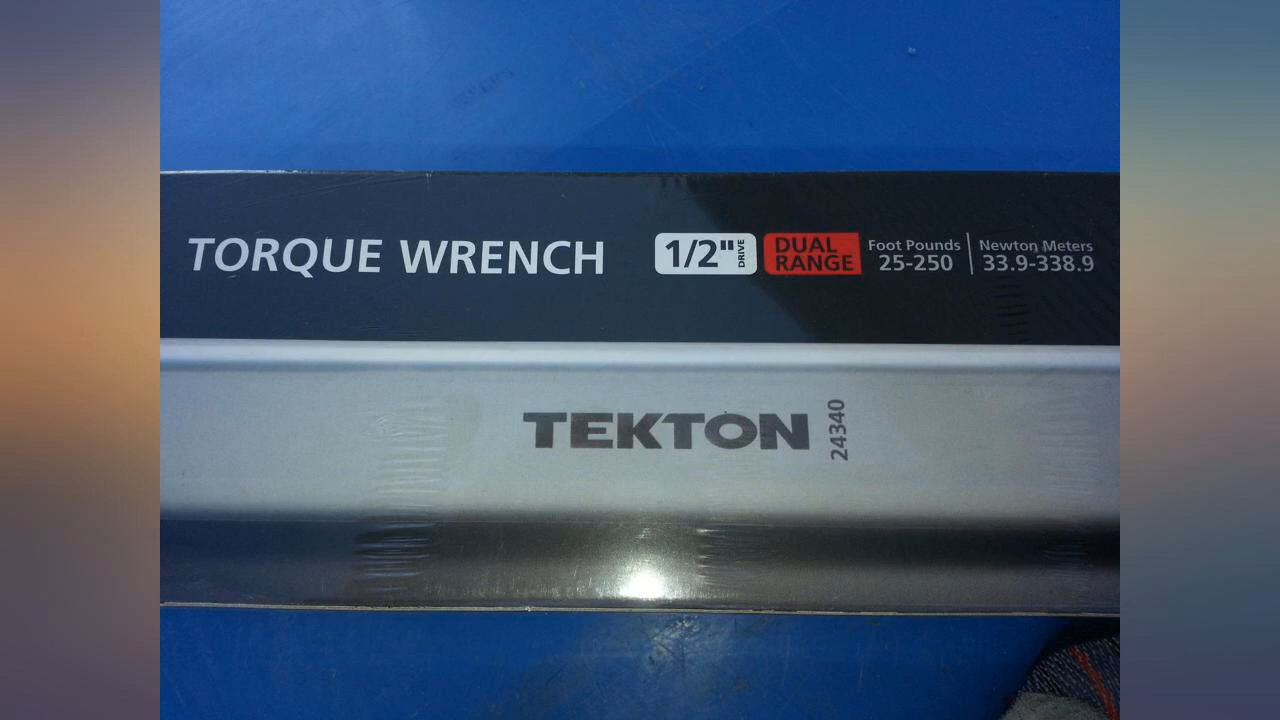 TORQUE WRENCH
1/2" DRIVE
DUAL RANGE
Foot Pounds
25-250
Newton Meters
33.9-338.9
TEKTON
24340